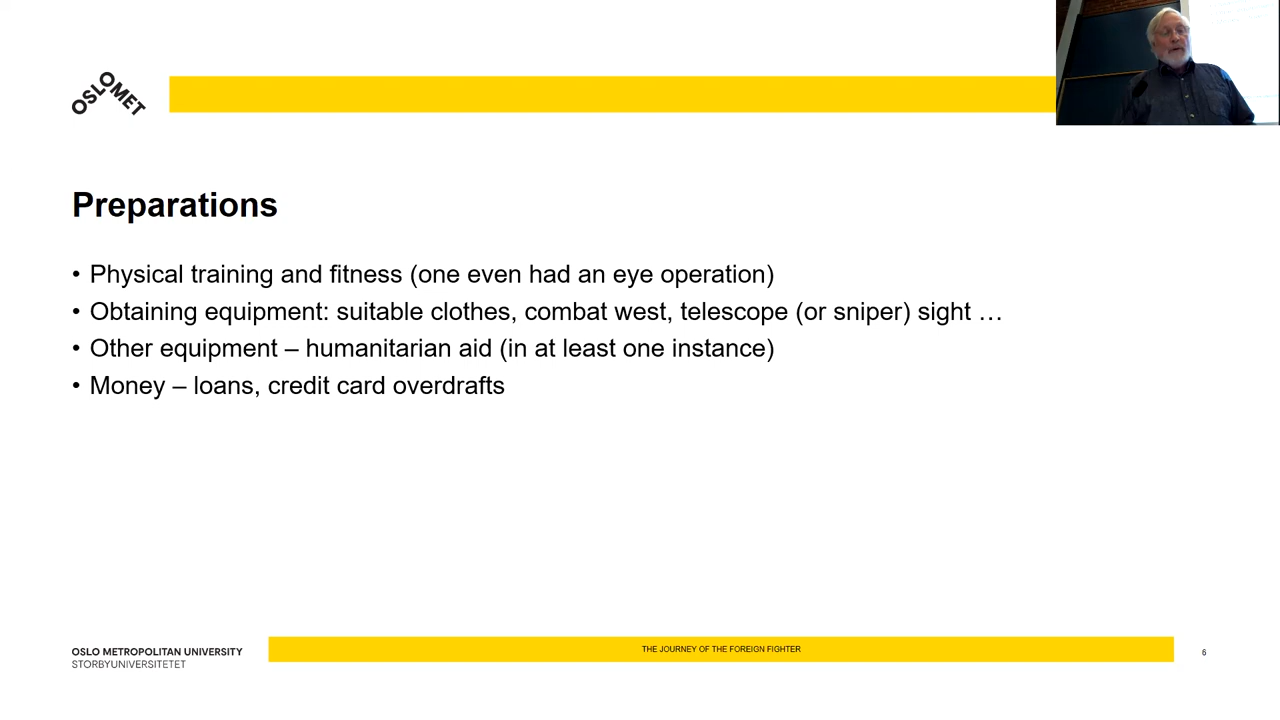 OSLOMET
Preparations
• Physical training and fitness (one even had an eye operation)
• Obtaining equipment: suitable clothes, combat west, telescope (or sniper) sight …
• Other equipment – humanitarian aid (in at least one instance)
• Money – loans, credit card overdrafts
OSLO METROPOLITAN UNIVERSITY
STORBYUNIVERSITETET
THE JOURNEY OF THE FOREIGN FIGHTER
6